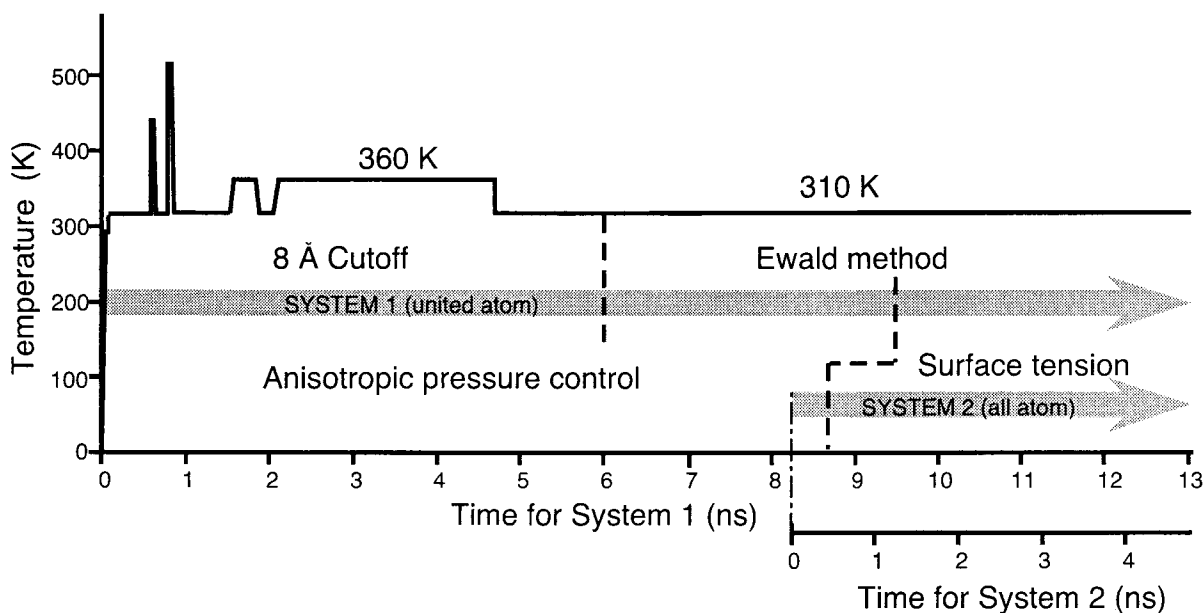 500
400
300
200
100
0
Temperature (K)
360 K
310 K
8 Å Cutoff
Ewald method
SYSTEM 1 (united atom)
Anisotropic pressure control
Surface tension
SYSTEM 2 (all atom)
0 1 2 3 4 5 6 7 8 9 10 11 12 13
Time for System 1 (ns)
0 1 2 3 4
Time for System 2 (ns)